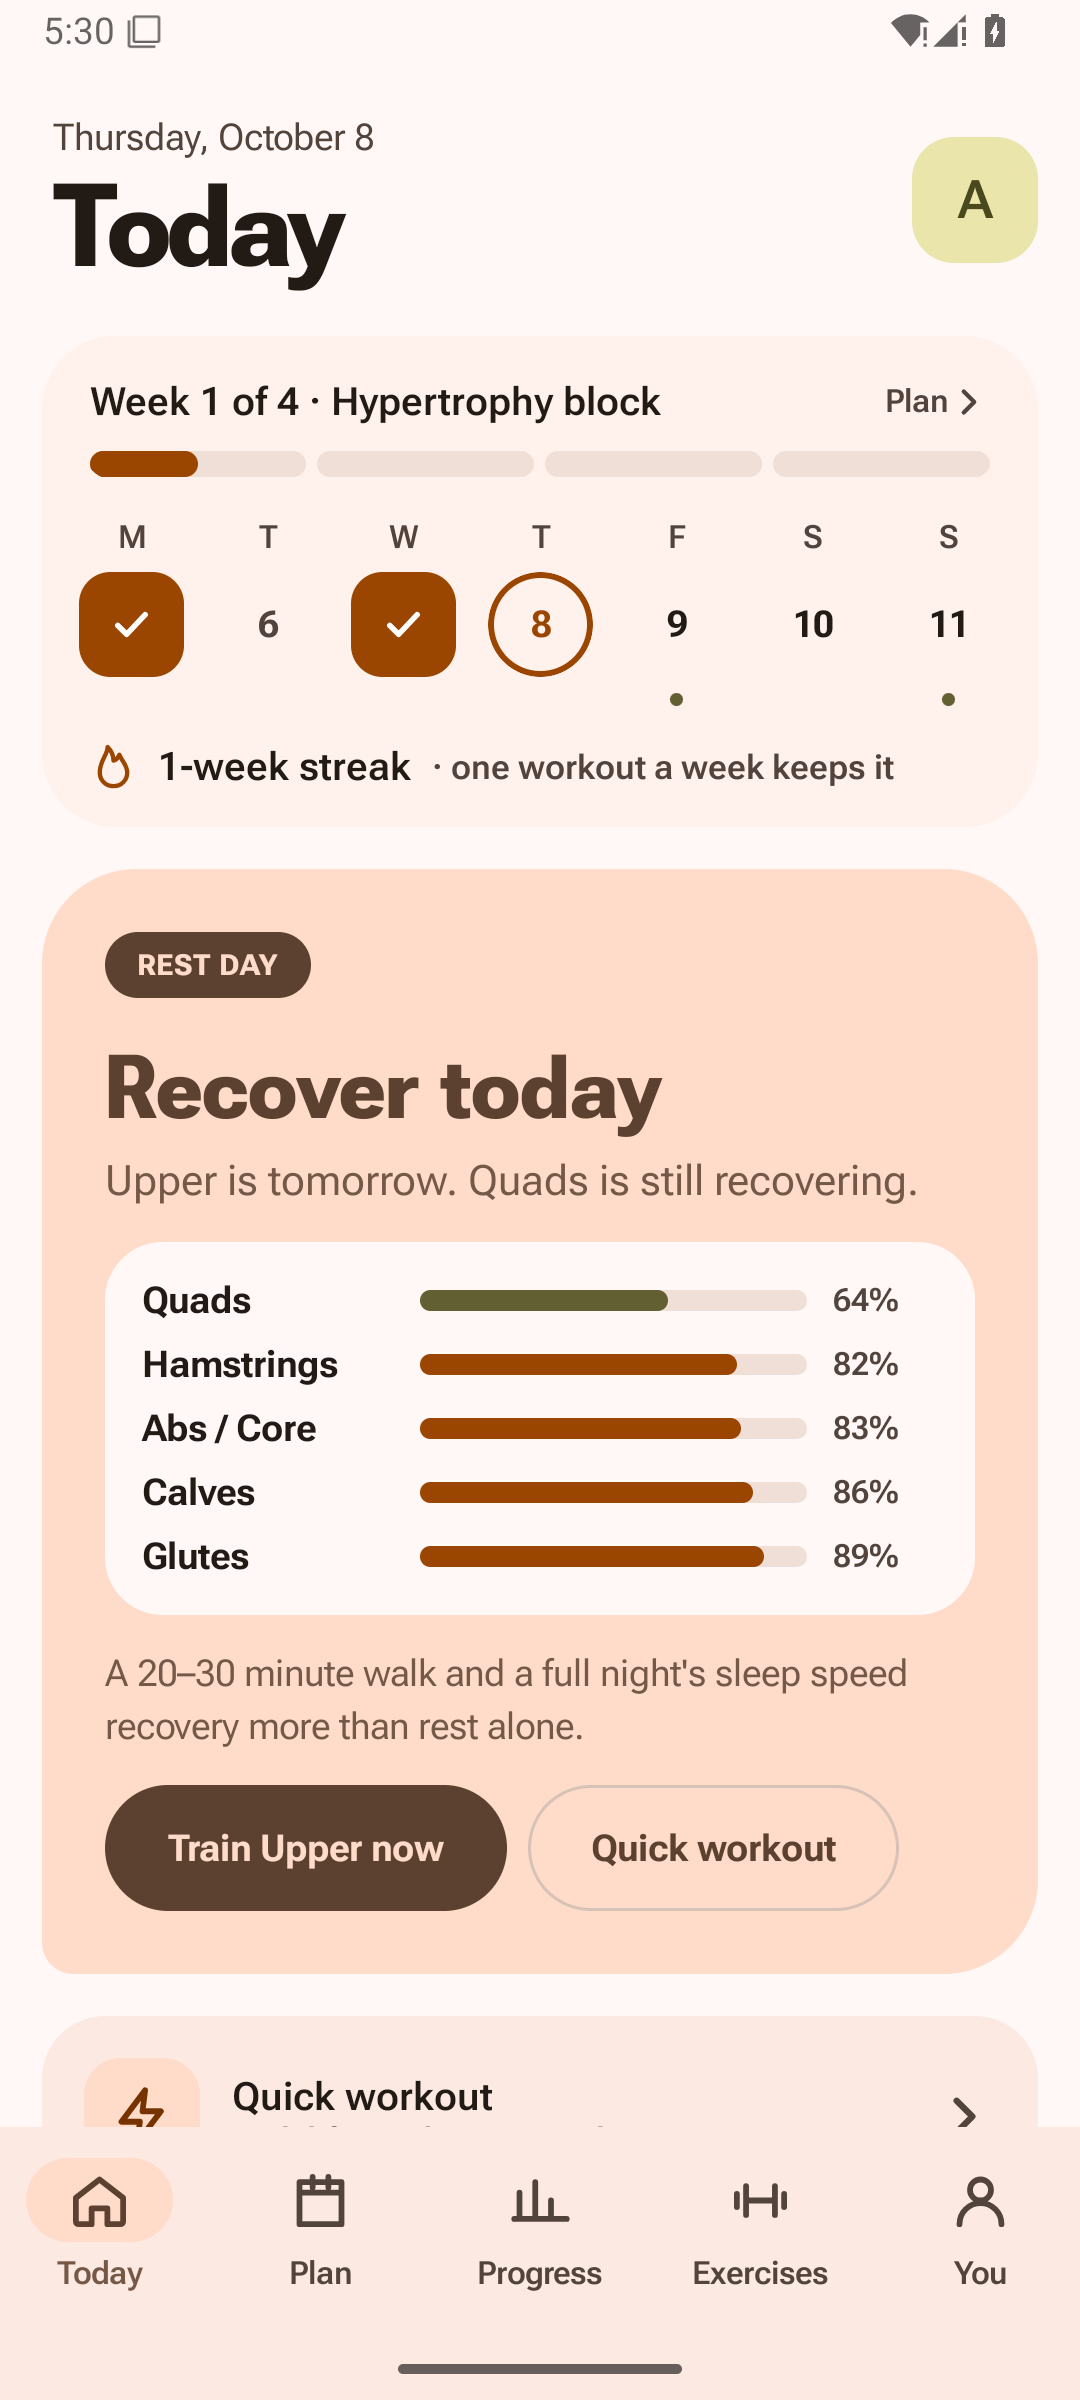 5:30
Thursday, October 8
Today
A
Week 1 of 4 · Hypertrophy block
Plan
M T W T F S S
6 8 9 10 11
1-week streak · one workout a week keeps it
REST DAY
Recover today
Upper is tomorrow. Quads is still recovering.
Quads 64%
Hamstrings 82%
Abs / Core 83%
Calves 86%
Glutes 89%
A 20–30 minute walk and a full night's sleep speed
recovery more than rest alone.
Train Upper now
Quick workout
Quick workout
Today Plan Progress Exercises You